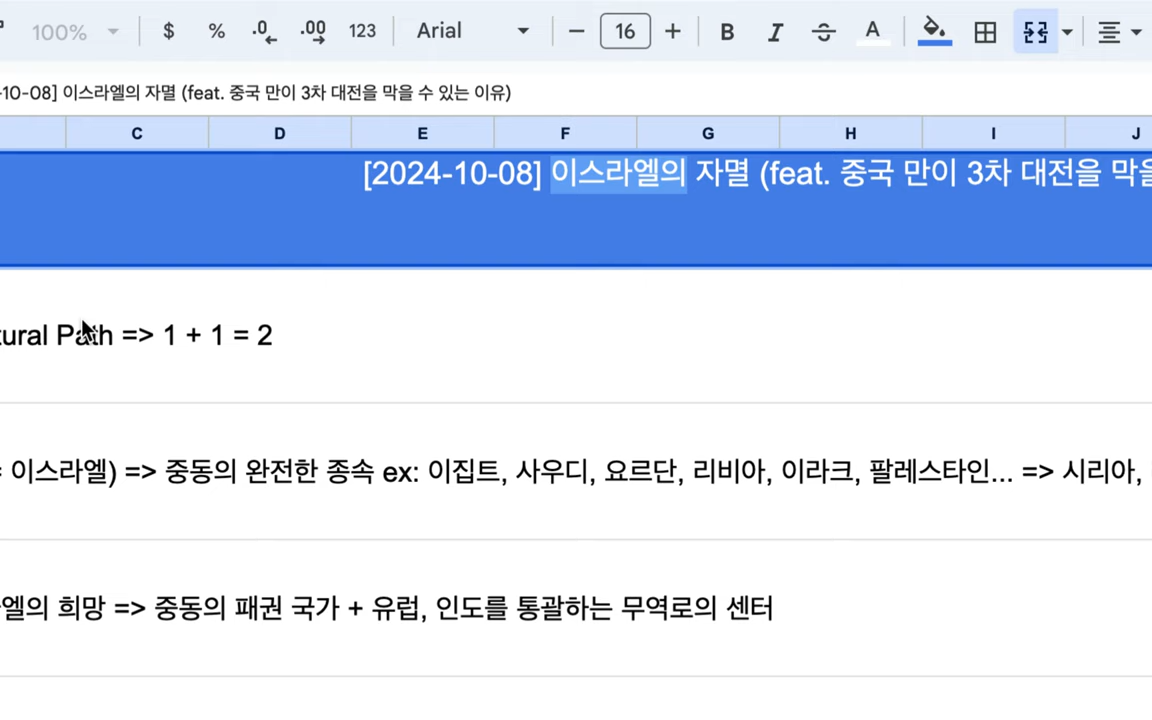 100% $ % .0 .00 123 Arial 16 B I S A
-10-08] 이스라엘의 자멸 (feat. 중국 만이 3차 대전을 막을 수 있는 이유)
C D E F G H I J
[2024-10-08] 이스라엘의 자멸 (feat. 중국 만이 3차 대전을 막을
tural Path => 1 + 1 = 2
이스라엘) => 중동의 완전한 종속 ex: 이집트, 사우디, 요르단, 리비아, 이라크, 팔레스타인... => 시리아,
엘의 희망 => 중동의 패권 국가 + 유럽, 인도를 통괄하는 무역로의 센터